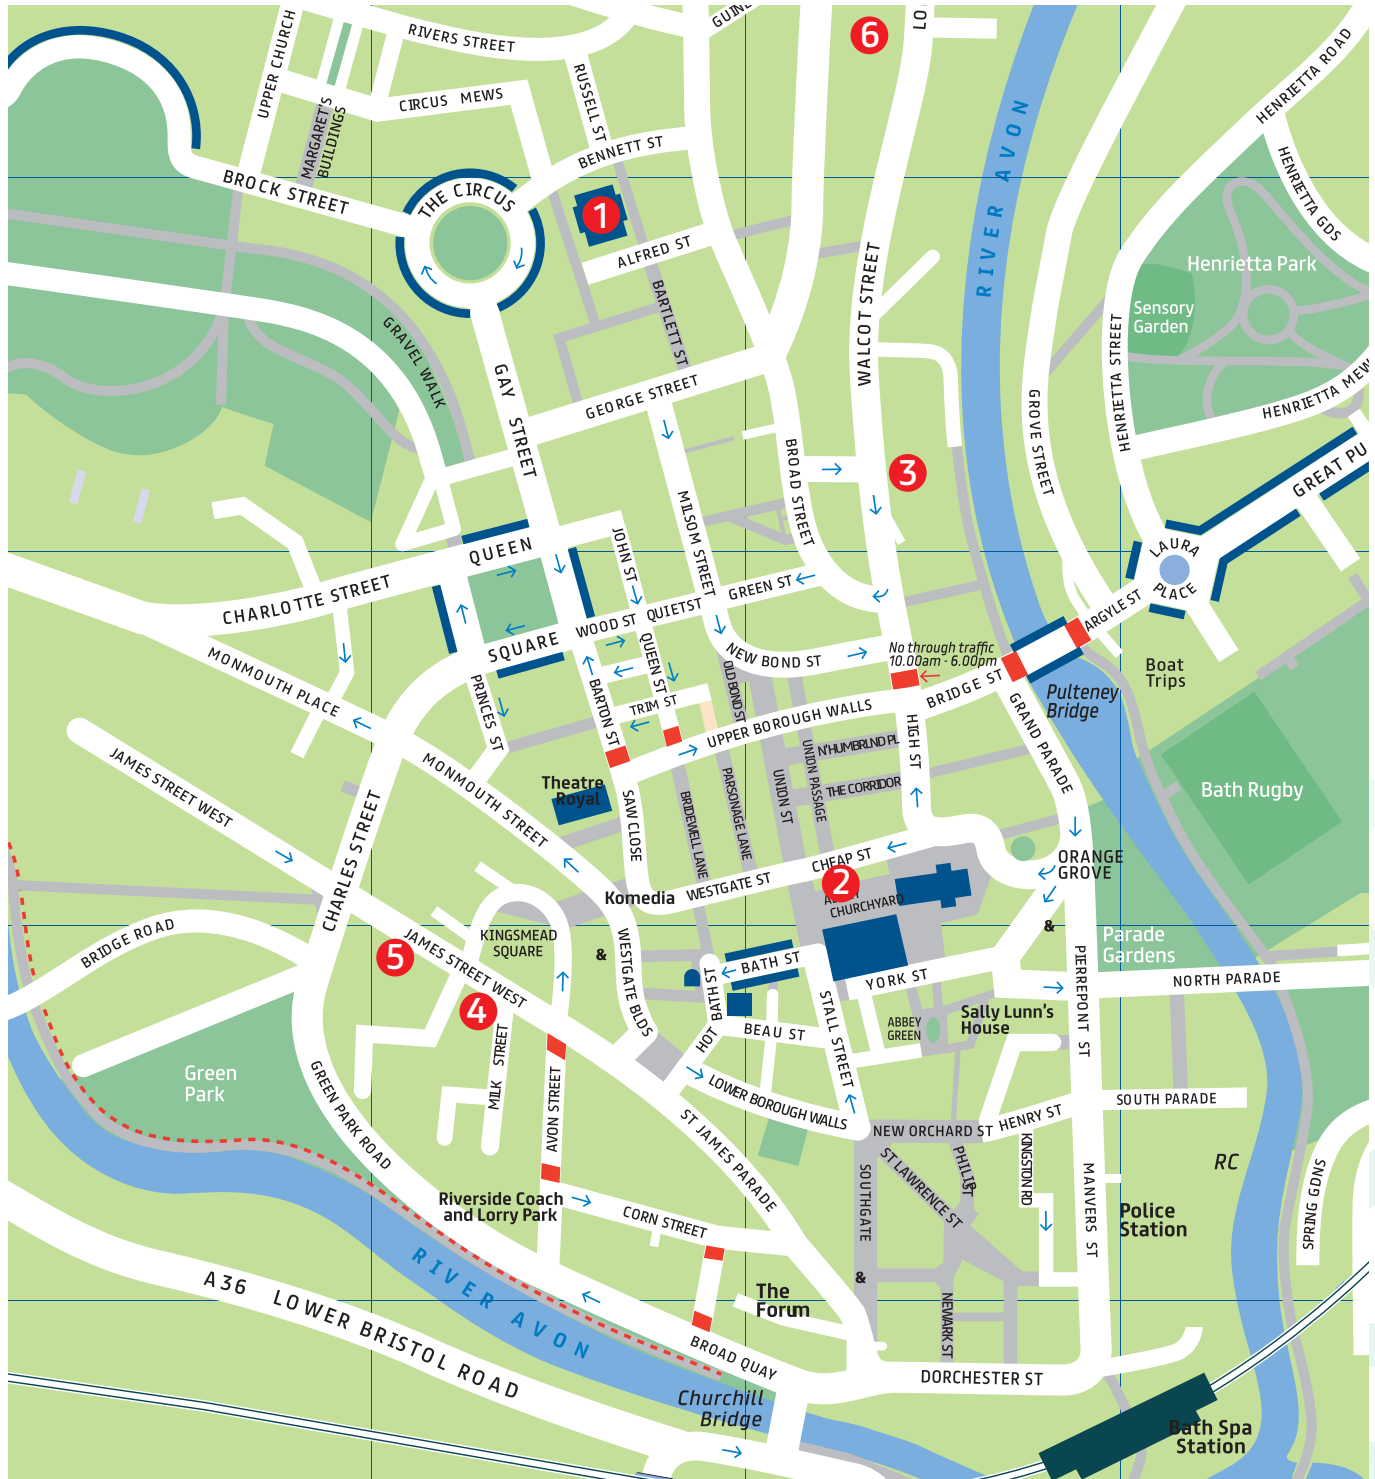 UPPER CHURCH
RIVERS STREET
LO
6
RUSSELL ST
CIRCUS MEWS
MARGARET'S
BUILDINGS
HENRIETTA ROAD
BENNETT ST
RIVER AVON
HENRIETTA GDS
BROCK STREET
THE CIRCUS
1
ALFRED ST
Henrietta Park
Sensory
Garden
WALCOT STREET
BARTLETT ST
GRAVEL WALK
GAY STREET
GEORGE STREET
HENRIETTA STREET
HENRIETTA MEW
GROVE STREET
BROAD STREET
3
GREAT PU
MILSOM STREET
JOHN ST
QUEEN
SQUARE
LAURA
PLACE
CHARLOTTE STREET
GREEN ST
QUIET ST
WOOD ST
ARGYLE ST
MONMOUTH PLACE
NEW BOND ST
No through traffic
10.00am - 6.00pm
QUEEN ST
OLD BOND ST
BRIDGE ST
Boat
Trips
Pulteney
Bridge
PRINCES ST
BARTON ST
TRIM ST
UPPER BOROUGH WALLS
HIGH ST
GRAND PARADE
JAMES STREET WEST
MONMOUTH STREET
N'HUMBRLND PL
UNION PASSAGE
THE CORRIDOR
UNION ST
Theatre
Royal
SAW CLOSE
BRIDEWELL LANE
PARSONAGE LANE
Bath Rugby
CHARLES STREET
CHEAP ST
WESTGATE ST
2
CHURCHYARD
ORANGE
GROVE
Komedia
BRIDGE ROAD
KINGSMEAD
SQUARE
&
&
5
JAMES STREET WEST
WESTGATE BLDS
BATH ST
YORK ST
Parade
Gardens
PIERREPONT ST
NORTH PARADE
4
HOT BATH ST
BEAU ST
STALL STREET
ABBEY
GREEN
Sally Lunn's
House
Green
Park
MILK STREET
AVON STREET
GREEN PARK ROAD
LOWER BOROUGH WALLS
SOUTH PARADE
NEW ORCHARD ST
HENRY ST
ST JAMES PARADE
KINGSTON RD
PHILIP ST
ST LAWRENCE ST
SOUTHGATE
MANVERS ST
RC
SPRING GDNS
Riverside Coach
and Lorry Park
CORN STREET
Police
Station
&
The
Forum
RIVER AVON
A36 LOWER BRISTOL ROAD
NEWARK ST
BROAD QUAY
DORCHESTER ST
Churchill
Bridge
Bath Spa
Station